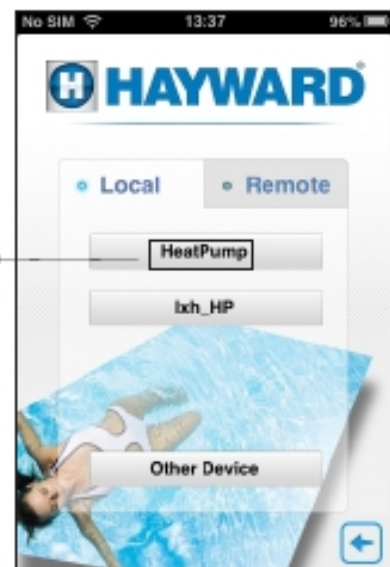 No SIM 13:37 96%
HAYWARD
Local Remote
HeatPump
lxh_HP
Other Device